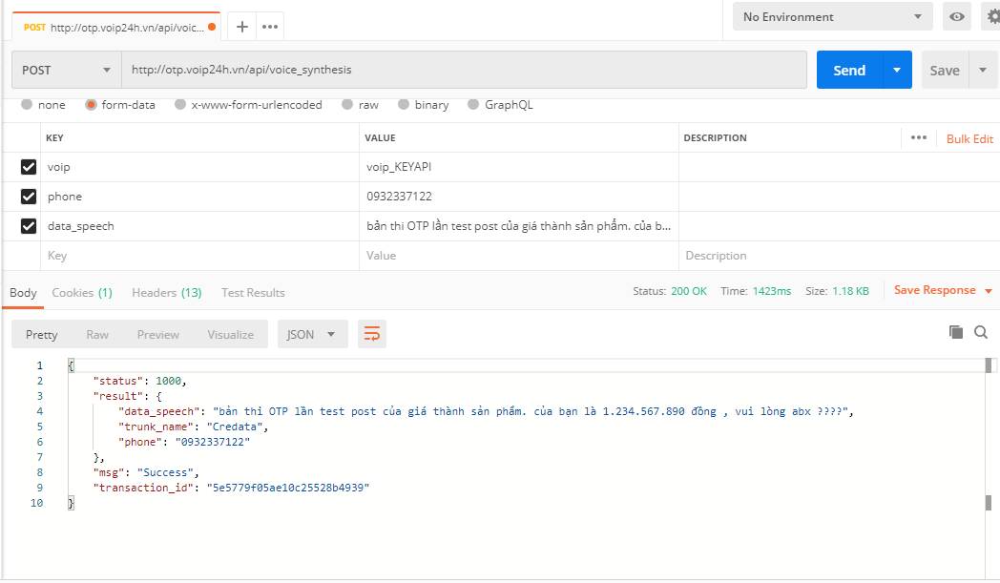 POST http://otp.voip24h.vn/api/voic... + ••• No Environment
POST http://otp.voip24h.vn/api/voice_synthesis Send Save
none form-data x-www-form-urlencoded raw binary GraphQL
KEY VALUE DESCRIPTION ••• Bulk Edit
voip voip_KEYAPI
phone 0932337122
data_speech bản thi OTP lần test post của giá thành sản phẩm. của b...
Key Value Description
Body Cookies (1) Headers (13) Test Results Status: 200 OK Time: 1423ms Size: 1.18 KB Save Response
Pretty Raw Preview Visualize JSON
1 {
2 "status": 1000,
3 "result": {
4 "data_speech": "bản thi OTP lần test post của giá thành sản phẩm. của bạn là 1.234.567.890 đồng , vui lòng abx ????",
5 "trunk_name": "Credata",
6 "phone": "0932337122"
7 },
8 "msg": "Success",
9 "transaction_id": "5e5779f05ae10c25528b4939"
10 }